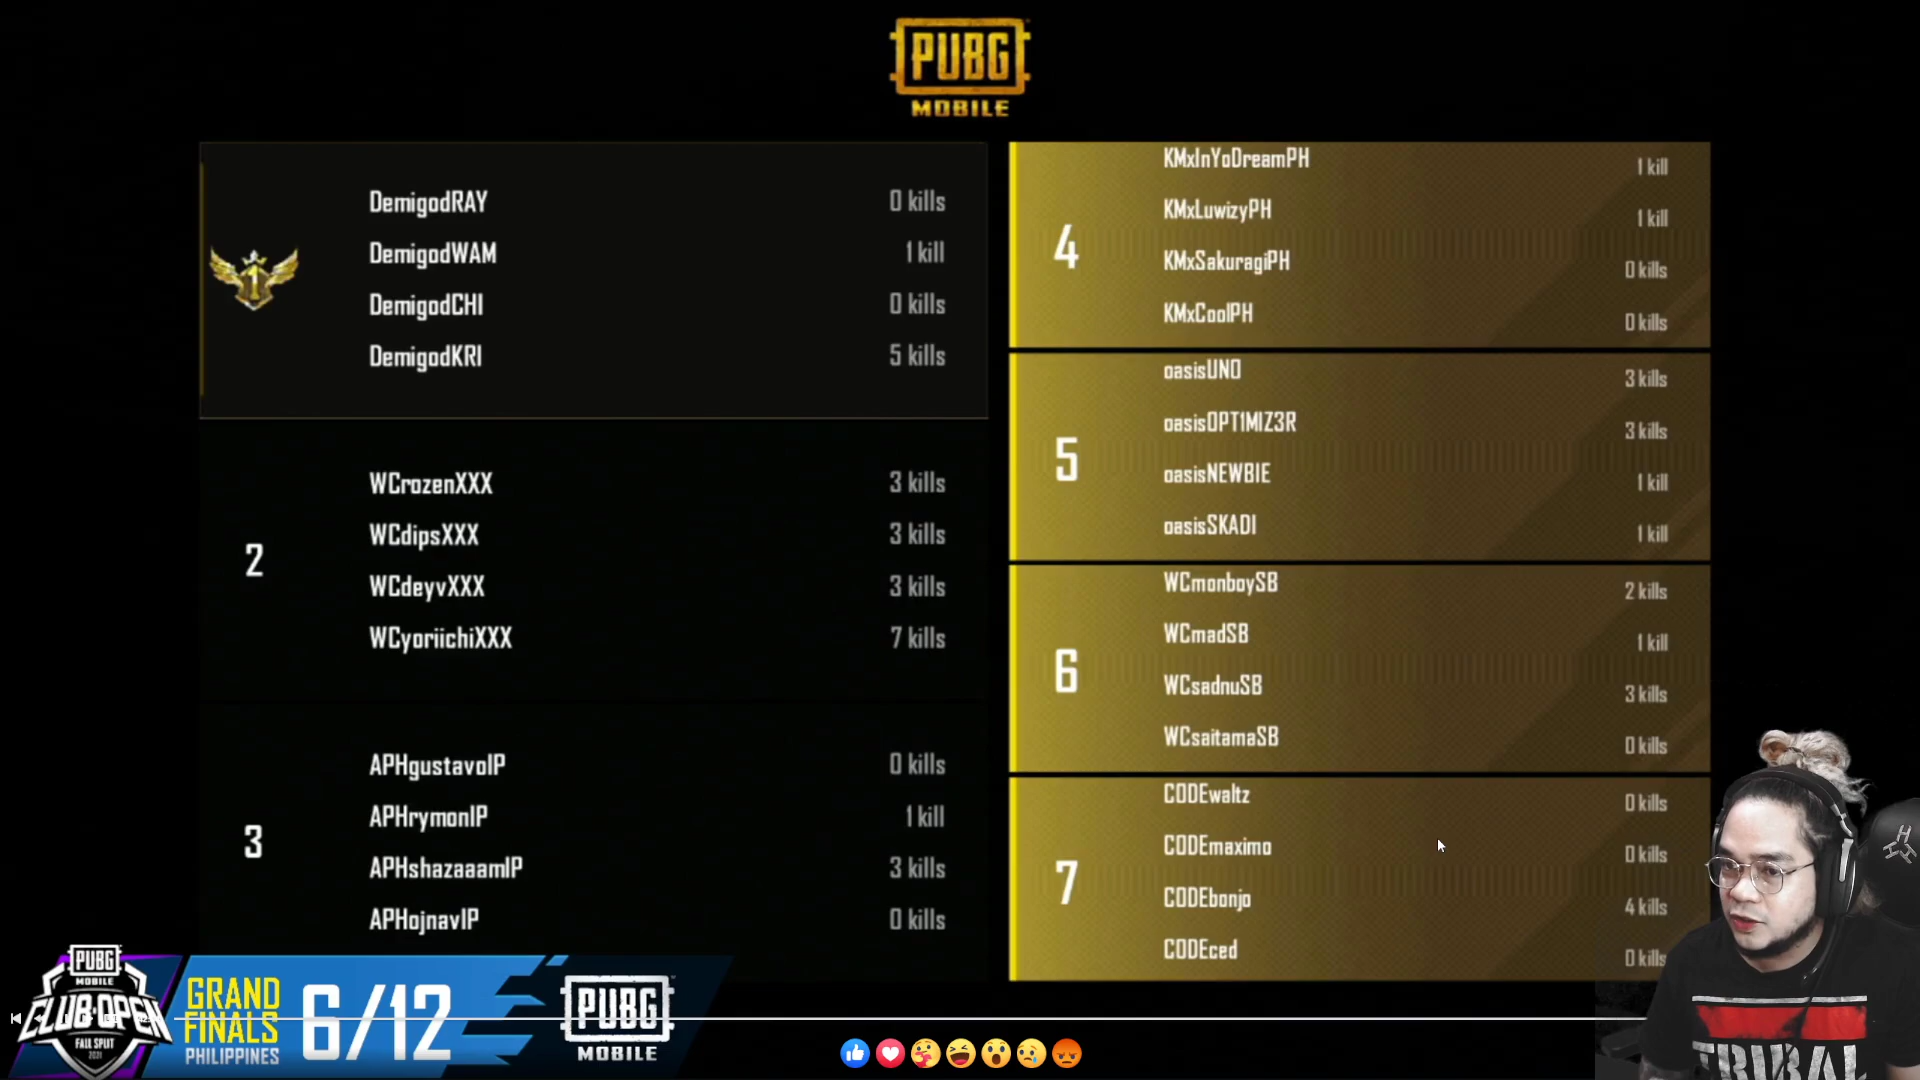 PUBG
MOBILE
1
DemigodRAY 0 kills
DemigodWAM 1 kill
DemigodCHI 0 kills
DemigodKRI 5 kills
2
WCrozenXXX 3 kills
WCdipsXXX 3 kills
WCdeyvXXX 3 kills
WCyoriichiXXX 7 kills
3
APHgustavoIP 0 kills
APHrymonIP 1 kill
APHshazaaamIP 3 kills
APHojnavIP 0 kills
4
KMxInYoDreamPH 1 kill
KMxLuwizyPH 1 kill
KMxSakuragiPH 0 kills
KMxCoolPH 0 kills
5
oasisUNO 3 kills
oasisOPT1MIZ3R 3 kills
oasisNEWBIE 1 kill
oasisSKADI 1 kill
6
WCmonboySB 2 kills
WCmadSB 1 kill
WCsadnuSB 3 kills
WCsaitamaSB 0 kills
7
CODEwaltz 0 kills
CODEmaximo 0 kills
CODEbonjo 4 kills
CODEced 0 kills
PUBG
MOBILE
CLUB OPEN
FALL SPLIT
2021
GRAND
FINALS
PHILIPPINES
6/12
PUBG
MOBILE
TRIBAL